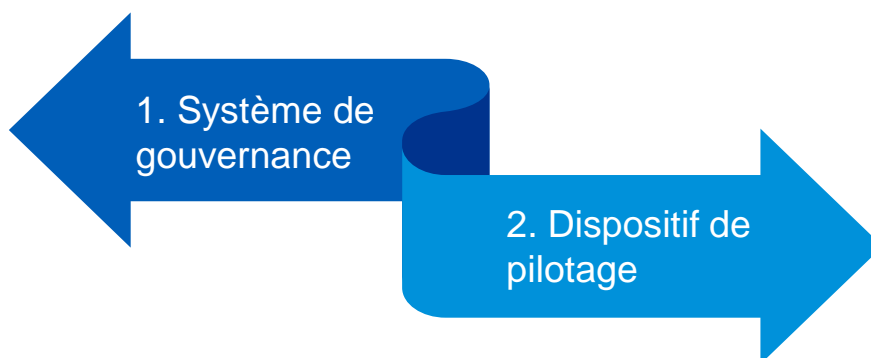 1. Système de
gouvernance
2. Dispositif de
pilotage